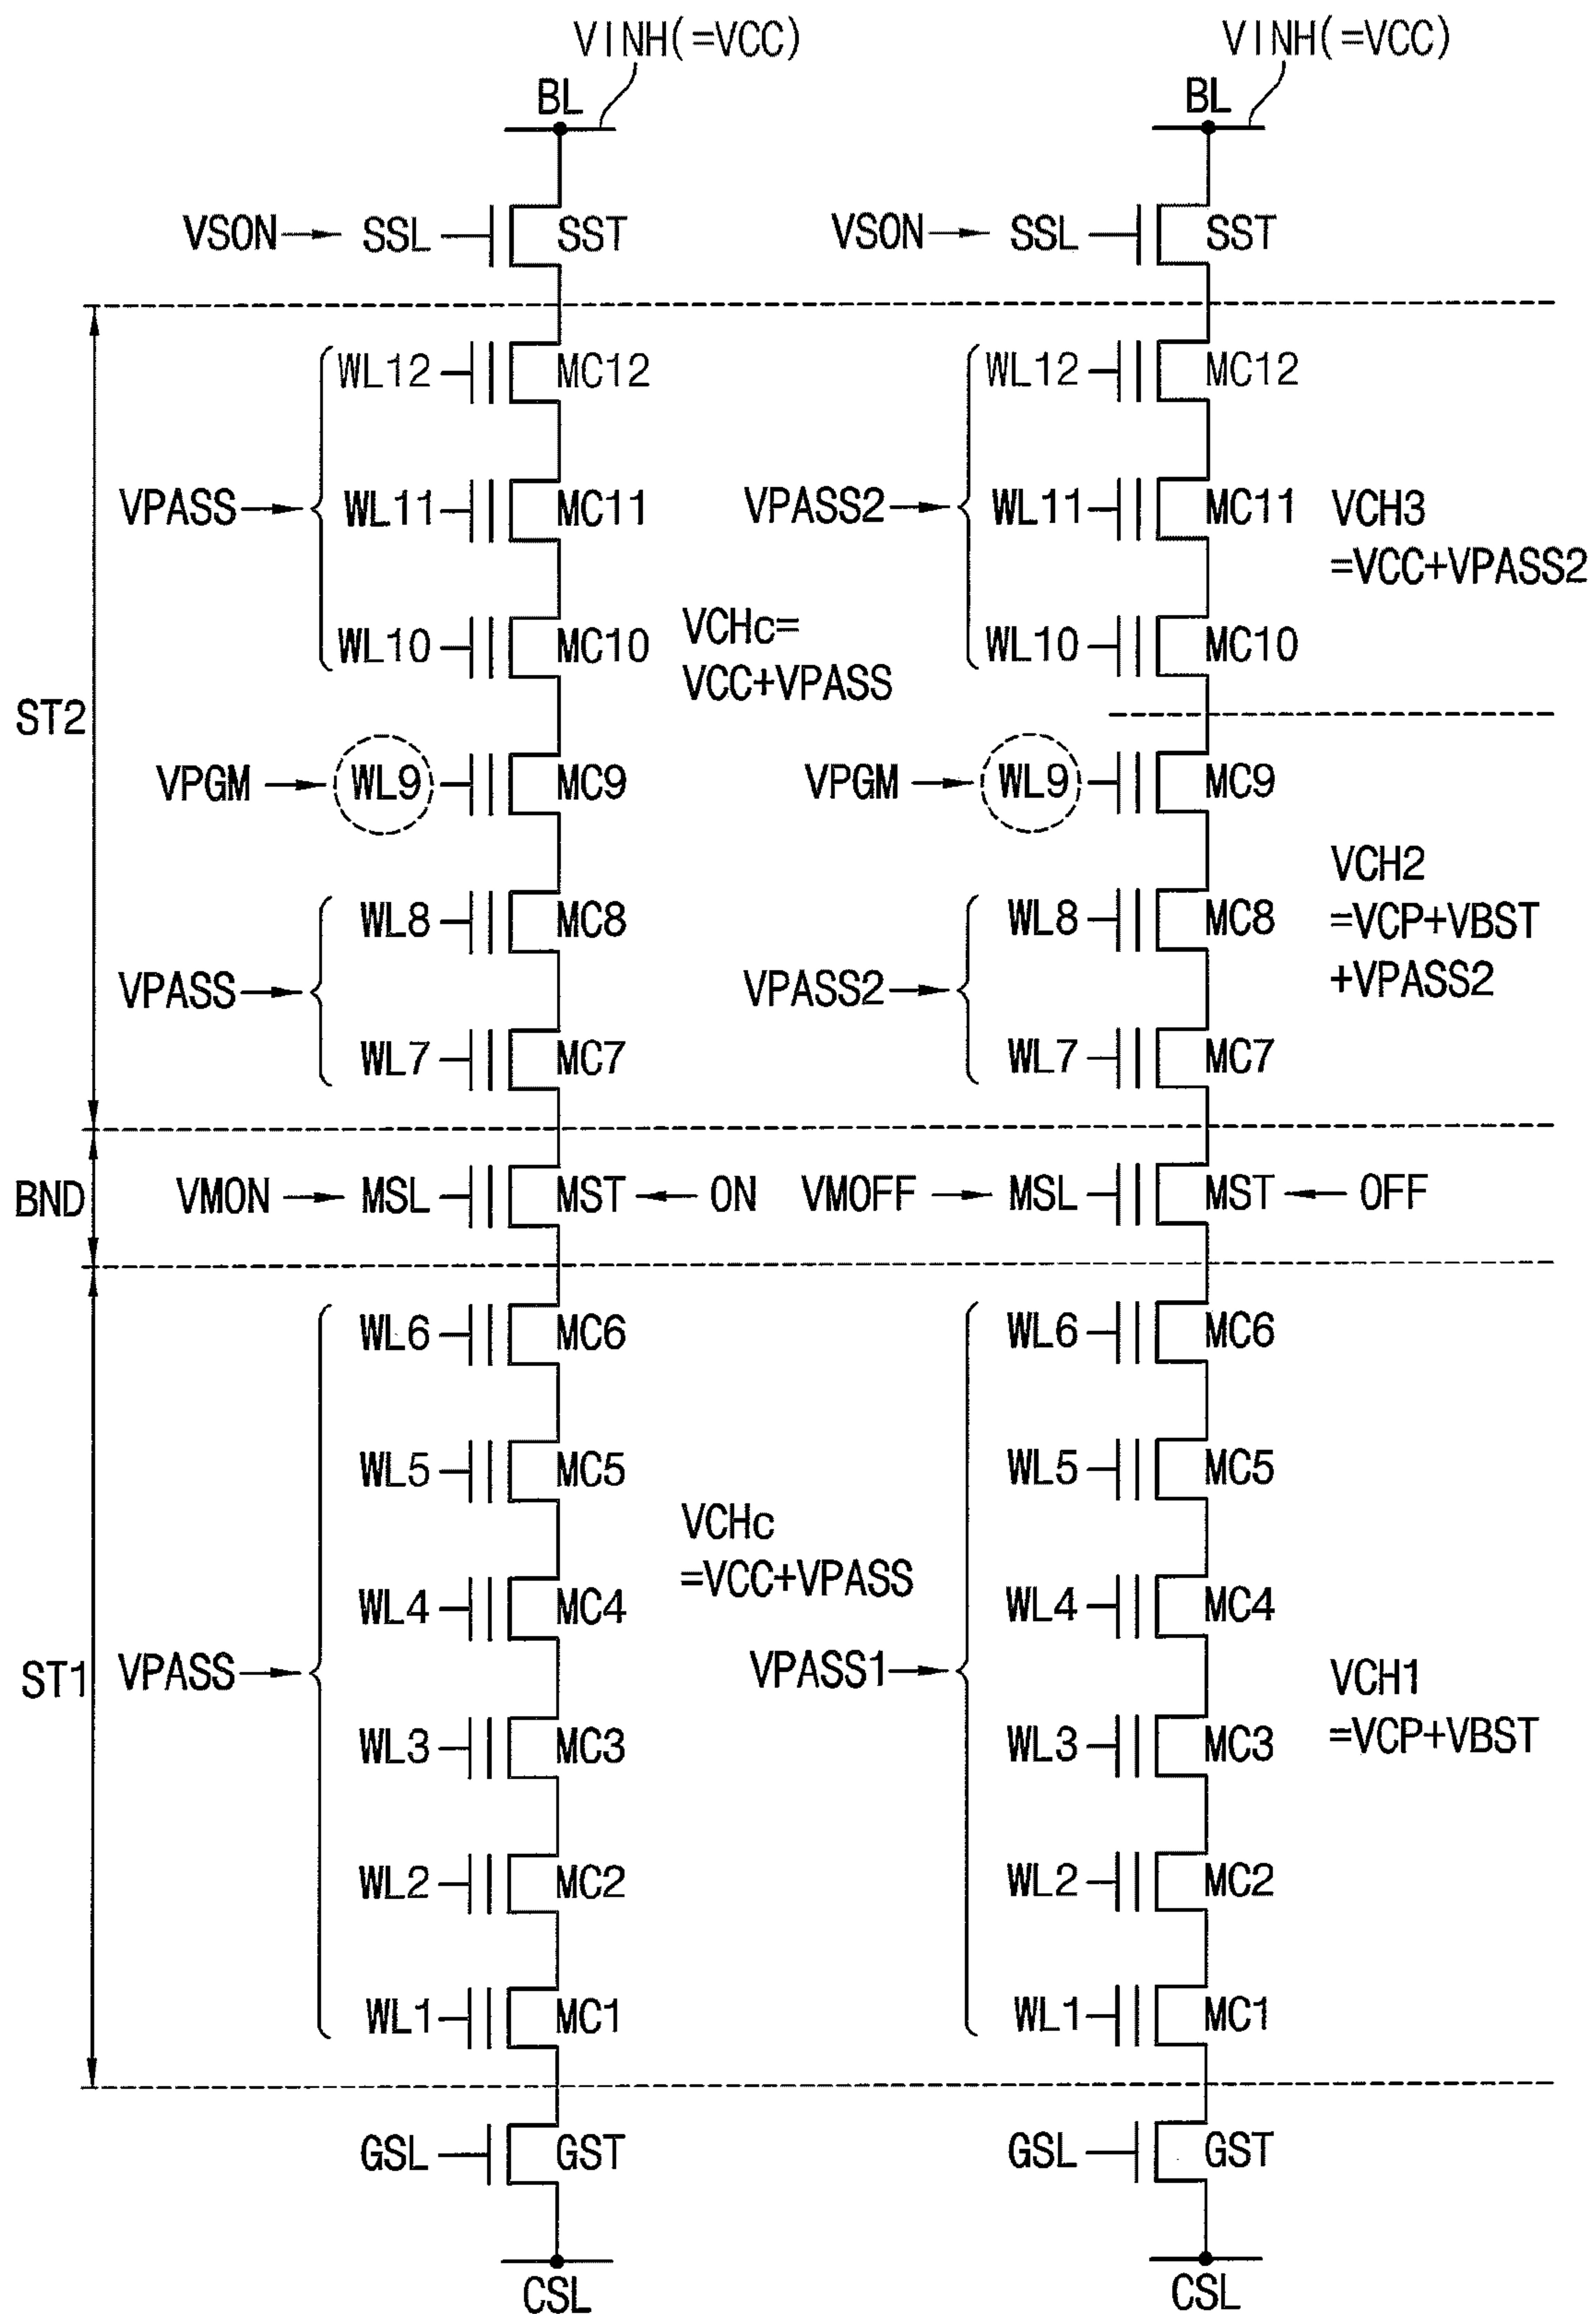 VINH(=VCC) VINH(=VCC)
BL BL
VSON SSL SST VSON SSL SST
WL12 MC12 WL12 MC12
VPASS WL11 MC11 VPASS2 WL11 MC11 VCH3
=VCC+VPASS2
WL10 MC10 VCHc= WL10 MC10
VCC+VPASS
ST2
VPGM WL9 MC9 VPGM WL9 MC9
VCH2
WL8 MC8 WL8 MC8 =VCP+VBST
VPASS VPASS2 +VPASS2
WL7 MC7 WL7 MC7
BND VMON MSL MST ON VMOFF MSL MST OFF
WL6 MC6 WL6 MC6
WL5 MC5 WL5 MC5
VCHc
=VCC+VPASS
WL4 MC4 WL4 MC4
ST1 VPASS VPASS1 VCH1
WL3 MC3 WL3 MC3 =VCP+VBST
WL2 MC2 WL2 MC2
WL1 MC1 WL1 MC1
GSL GST GSL GST
CSL CSL